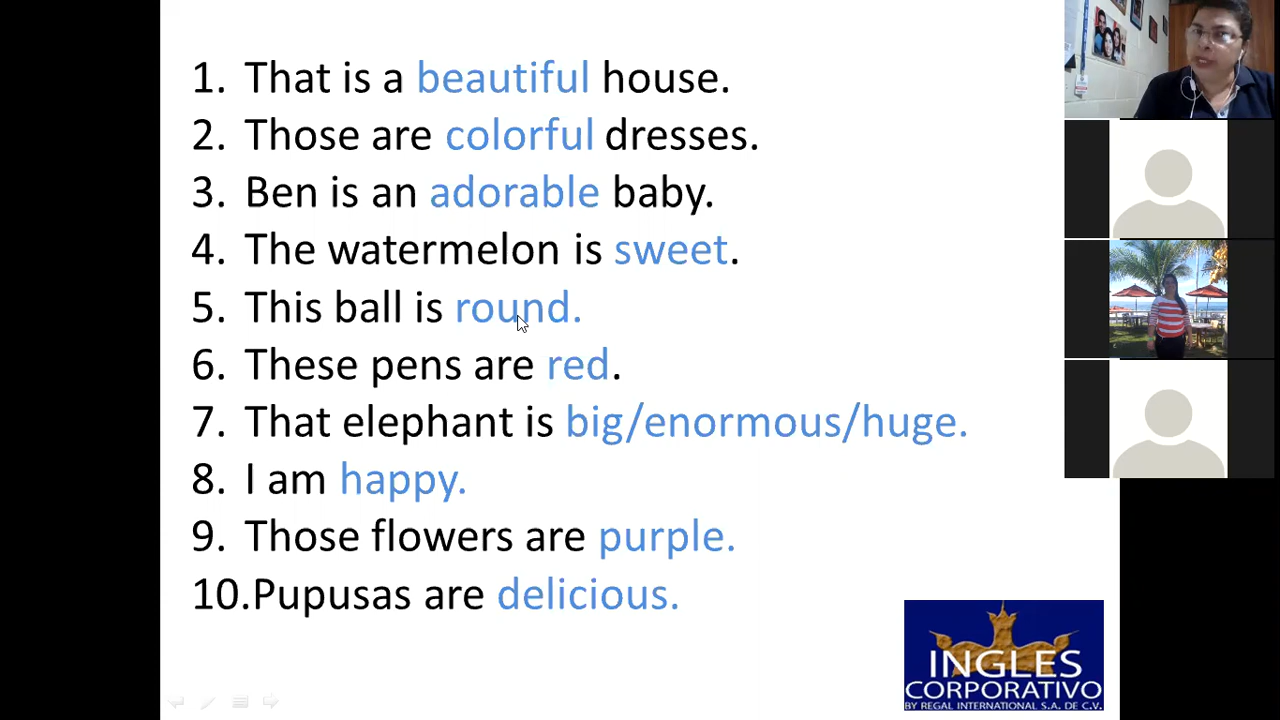 1. That is a beautiful house.
2. Those are colorful dresses.
3. Ben is an adorable baby.
4. The watermelon is sweet.
5. This ball is round.
6. These pens are red.
7. That elephant is big/enormous/huge.
8. I am happy.
9. Those flowers are purple.
10.Pupusas are delicious.
INGLES
CORPORATIVO
BY REGAL INTERNATIONAL S.A. DE C.V.